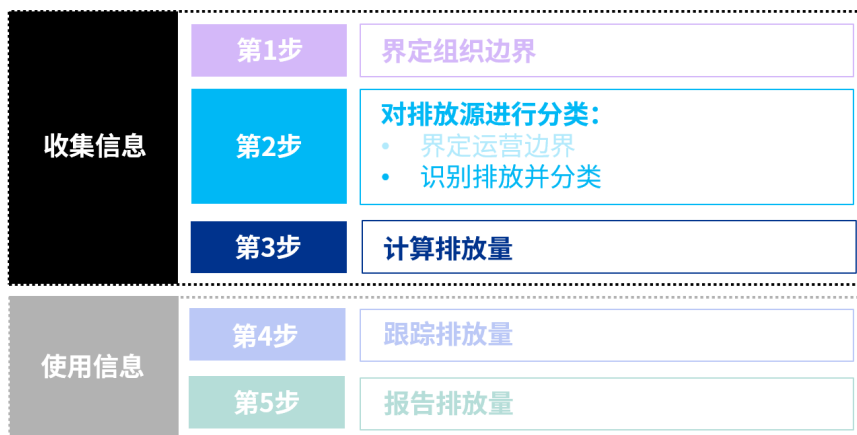 收集信息
第1步
界定组织边界
第2步
对排放源进行分类：
• 界定运营边界
• 识别排放并分类
第3步
计算排放量
使用信息
第4步
跟踪排放量
第5步
报告排放量